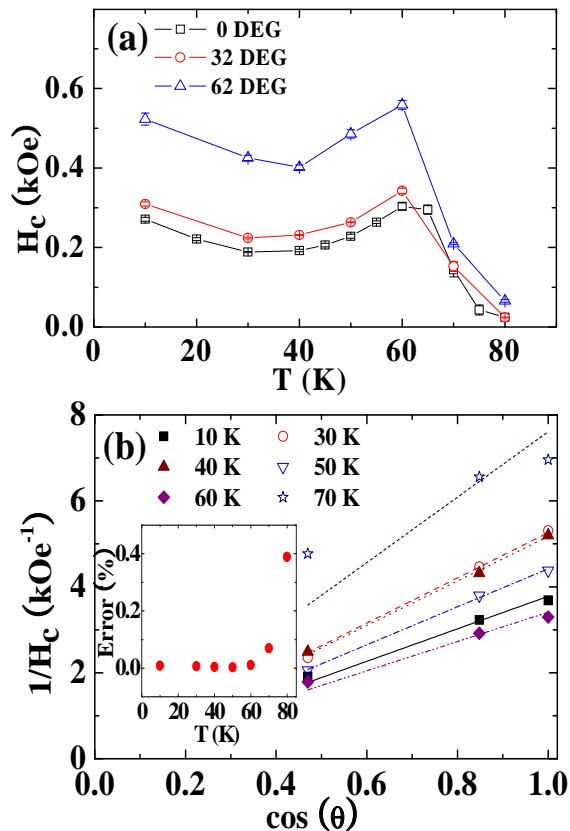 (a)
0 DEG
32 DEG
62 DEG
H_c (kOe)
0.6
0.4
0.2
0.0
0 20 40 60 80
T (K)
(b)
10 K 30 K
40 K 50 K
60 K 70 K
1/H_c (kOe⁻¹)
8
6
4
2
0
Error (%)
0.4
0.2
0.0
0 20 40 60 80
T (K)
0.0 0.2 0.4 0.6 0.8 1.0
cos (θ)